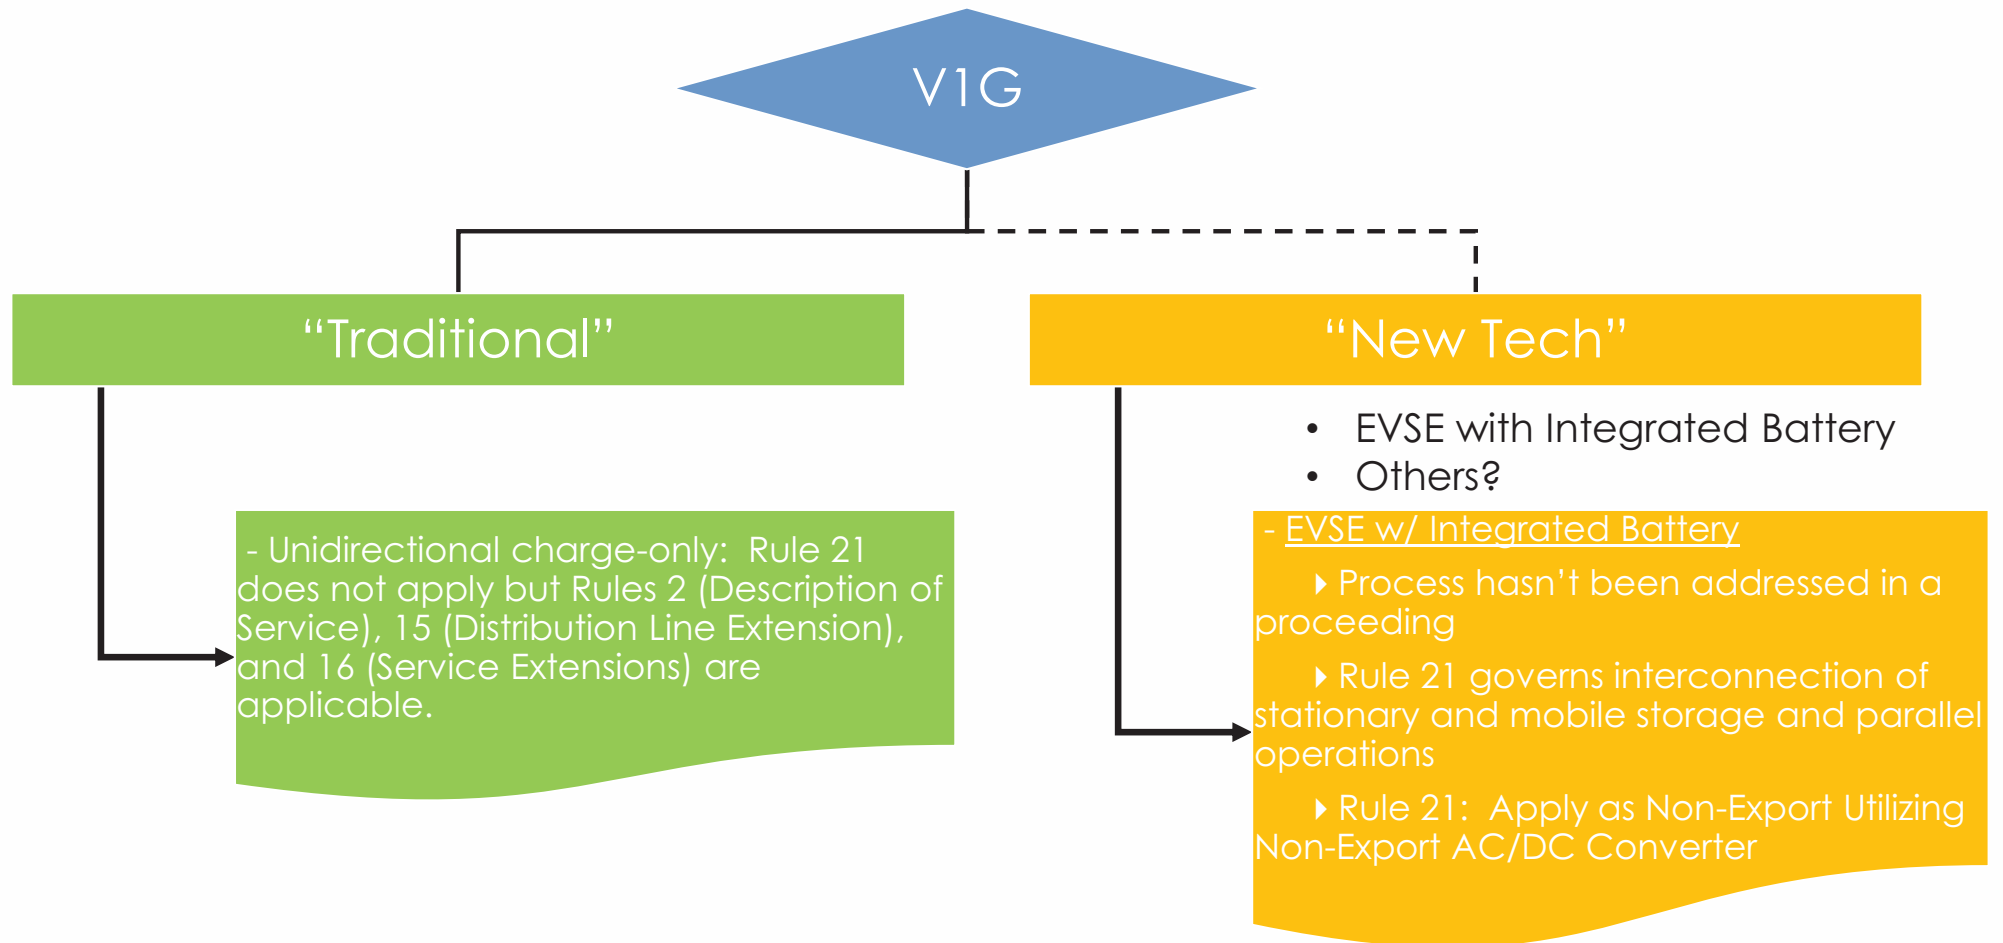 V1G
“Traditional”
“New Tech”
• EVSE with Integrated Battery
• Others?
- Unidirectional charge-only: Rule 21
does not apply but Rules 2 (Description of
Service), 15 (Distribution Line Extension),
and 16 (Service Extensions) are
applicable.
- EVSE w/ Integrated Battery
Process hasn’t been addressed in a
proceeding
Rule 21 governs interconnection of
stationary and mobile storage and parallel
operations
Rule 21: Apply as Non-Export Utilizing
Non-Export AC/DC Converter